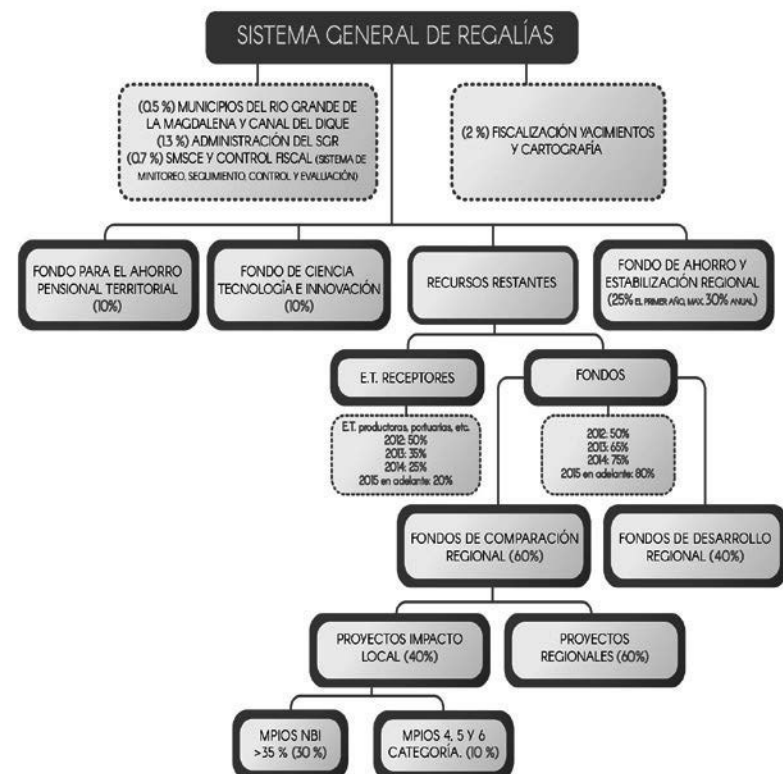 SISTEMA GENERAL DE REGALÍAS
(0.5 %) MUNICIPIOS DEL RIO GRANDE DE
LA MAGDALENA Y CANAL DEL DIQUE
(1.3 %) ADMINISTRACIÓN DEL SGR
(0.7 %) SMSCE Y CONTROL FISCAL (SISTEMA DE
MINITOREO, SEGUIMIENTO, CONTROL Y EVALUACIÓN)
(2 %) FISCALIZACIÓN YACIMIENTOS
Y CARTOGRAFÍA
FONDO PARA EL AHORRO
PENSIONAL TERRITORIAL
(10%)
FONDO DE CIENCIA
TECNOLOGÍA E INNOVACIÓN
(10%)
RECURSOS RESTANTES
FONDO DE AHORRO Y
ESTABILIZACIÓN REGIONAL
(25% EL PRIMER AÑO, MAX. 30% ANUAL)
E.T. RECEPTORES
FONDOS
E.T. productoras, portuarias, etc.
2012: 50%
2013: 35%
2014: 25%
2015 en adelante: 20%
2012: 50%
2013: 65%
2014: 75%
2015 en adelante: 80%
FONDOS DE COMPARACIÓN
REGIONAL (60%)
FONDOS DE DESARROLLO
REGIONAL (40%)
PROYECTOS IMPACTO
LOCAL (40%)
PROYECTOS
REGIONALES (60%)
MPIOS NBI
>35 % (30 %)
MPIOS 4, 5 Y 6
CATEGORÍA. (10 %)